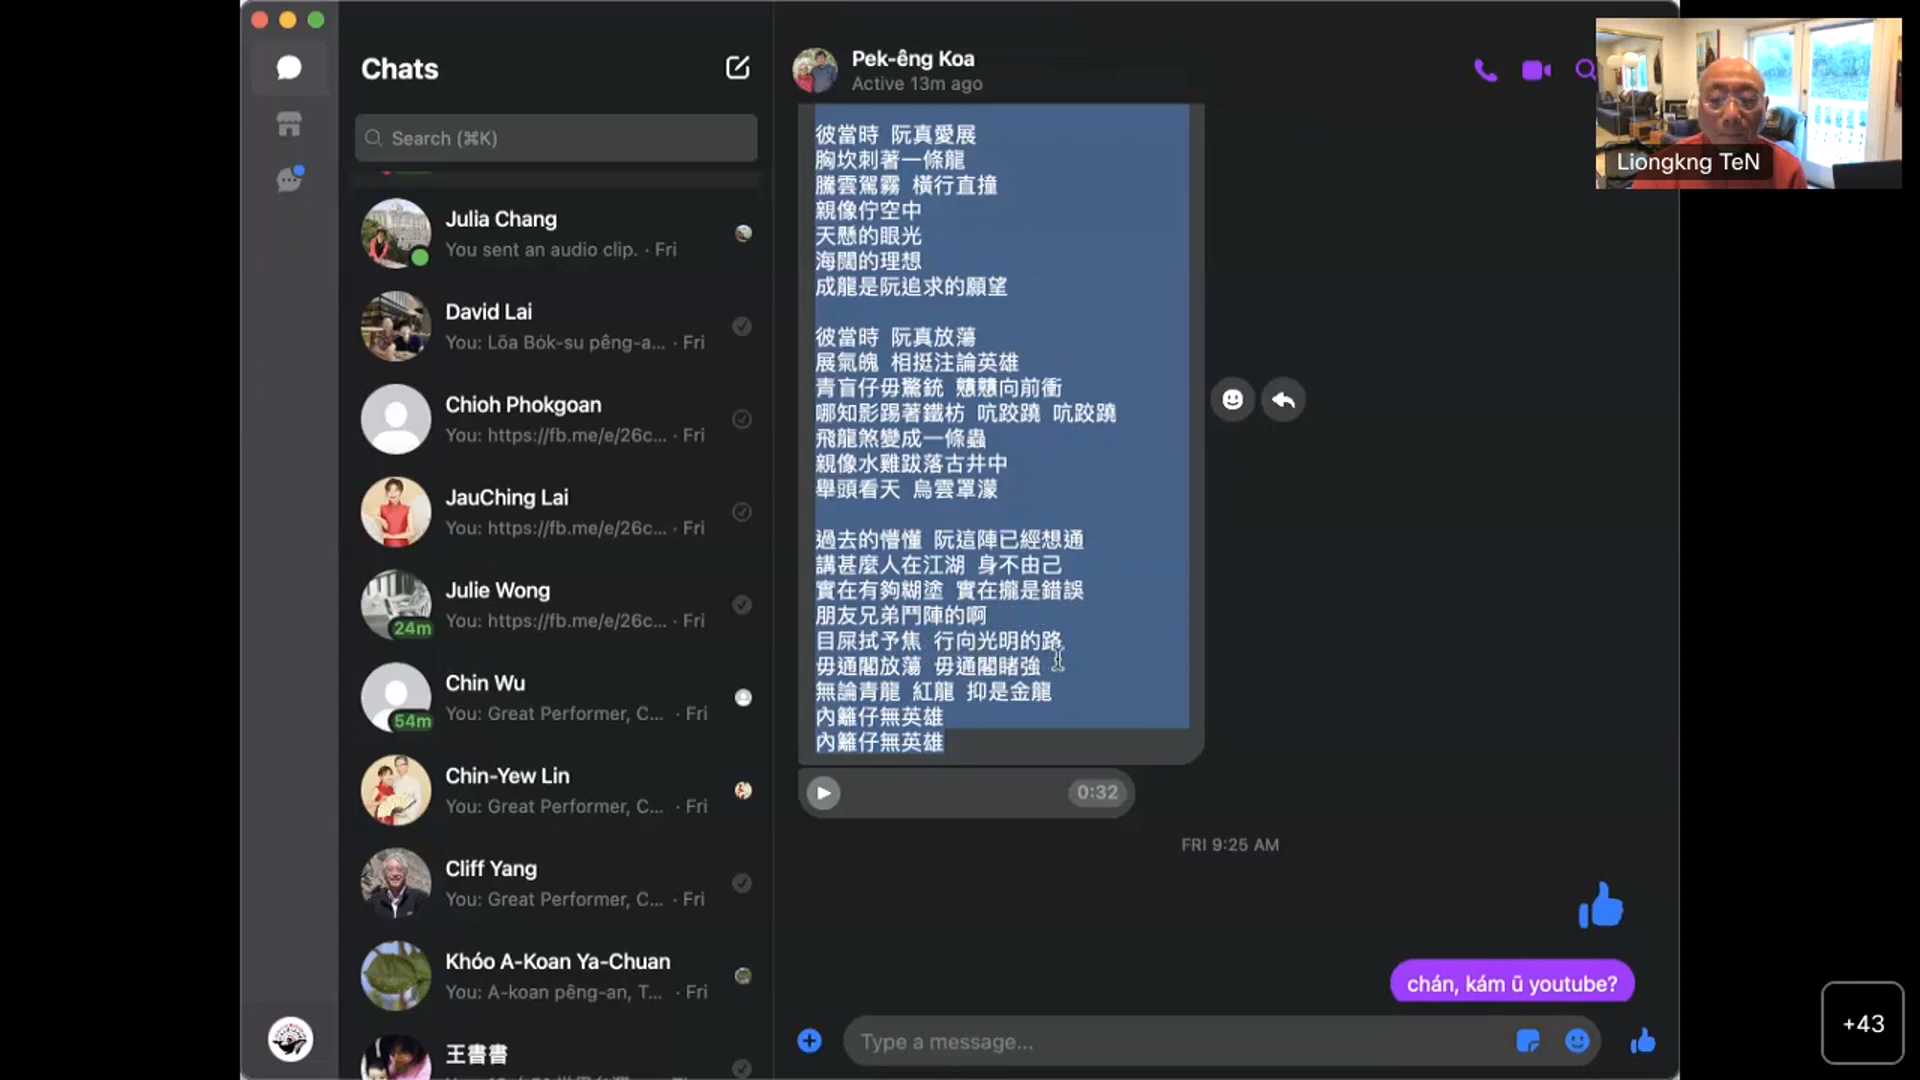 Chats
Search (⌘K)
Julia Chang
You sent an audio clip. · Fri
David Lai
You: Lōa Bo̍k-su pêng-a... · Fri
Chioh Phokgoan
You: https://fb.me/e/26c... · Fri
JauChing Lai
You: https://fb.me/e/26c... · Fri
Julie Wong
You: https://fb.me/e/26c... · Fri
24m
Chin Wu
You: Great Performer, C... · Fri
54m
Chin-Yew Lin
You: Great Performer, C... · Fri
Cliff Yang
You: Great Performer, C... · Fri
Khóo A-Koan Ya-Chuan
You: A-koan pêng-an, T... · Fri
王書書
Pek-êng Koa
Active 13m ago
彼當時 阮真愛展
胸坎刺著一條龍
騰雲駕霧 橫行直撞
親像佇空中
天懸的眼光
海闊的理想
成龍是阮追求的願望
彼當時 阮真放蕩
展氣魄 相挺注論英雄
青盲仔毋驚銃 戇戇向前衝
哪知影踢著鐵枋 吭跤蹺 吭跤蹺
飛龍煞變成一條蟲
親像水雞跋落古井中
舉頭看天 烏雲罩濛
過去的懵懂 阮這陣已經想通
講甚麼人在江湖 身不由己
實在有夠糊塗 實在攏是錯誤
朋友兄弟鬥陣的啊
目屎拭予焦 行向光明的路
毋通閣放蕩 毋通閣賭強
無論青龍 紅龍 抑是金龍
內籬仔無英雄
內籬仔無英雄
0:32
FRI 9:25 AM
chán, kám ū youtube?
Type a message...
Liongkng TeN
+43